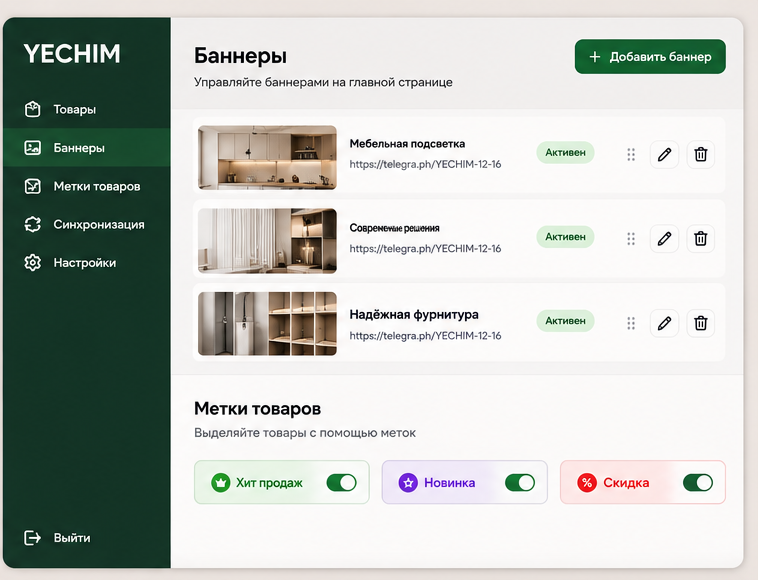 YECHIM
Товары
Баннеры
Метки товаров
Синхронизация
Настройки
Выйти
Баннеры
Управляйте баннерами на главной странице
+ Добавить баннер
Мебельная подсветка
https://telegra.ph/YECHIM-12-16
Активен
Современные решения
https://telegra.ph/YECHIM-12-16
Активен
Надёжная фурнитура
https://telegra.ph/YECHIM-12-16
Активен
Метки товаров
Выделяйте товары с помощью меток
Хит продаж
Новинка
% Скидка